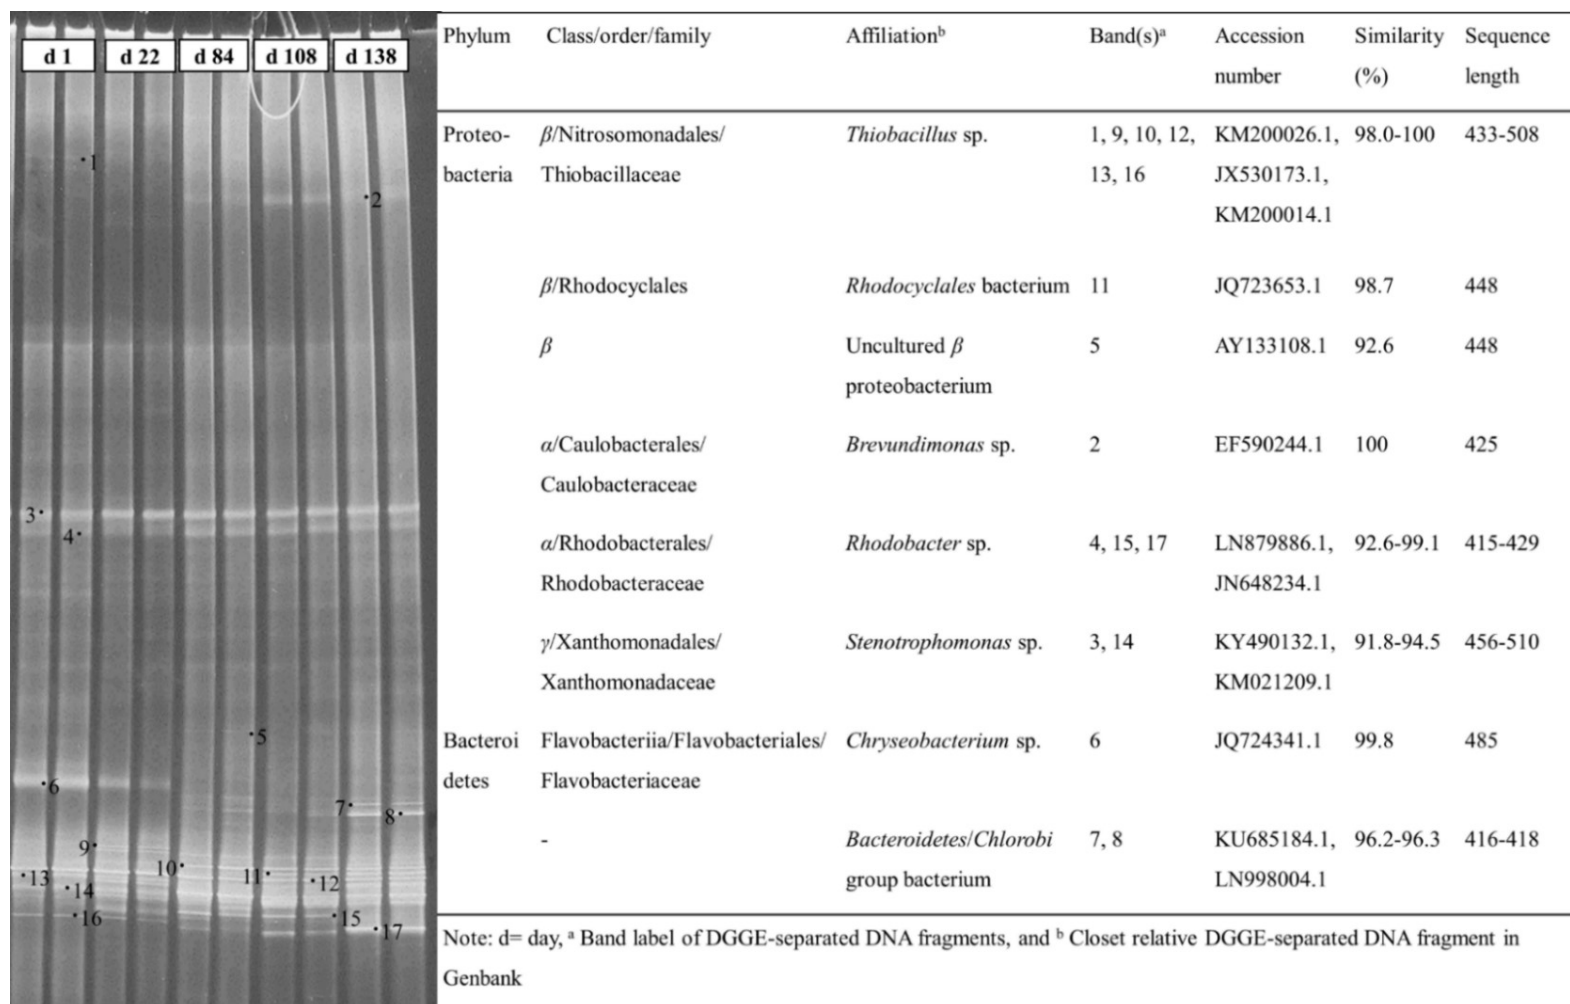 d 1 d 22 d 84 d 108 d 138
1
2
3
4
5
6
7
8
9
10
11
12
13
14
15
16
17
Phylum Class/order/family Affiliationᵇ Band(s)ᵃ Accession Similarity Sequence
number (%) length
Proteo- β/Nitrosomonadales/ Thiobacillus sp. 1, 9, 10, 12, KM200026.1, 98.0-100 433-508
bacteria Thiobacillaceae 13, 16 JX530173.1,
KM200014.1
β/Rhodocyclales Rhodocyclales bacterium 11 JQ723653.1 98.7 448
β Uncultured β 5 AY133108.1 92.6 448
proteobacterium
α/Caulobacterales/ Brevundimonas sp. 2 EF590244.1 100 425
Caulobacteraceae
α/Rhodobacterales/ Rhodobacter sp. 4, 15, 17 LN879886.1, 92.6-99.1 415-429
Rhodobacteraceae JN648234.1
γ/Xanthomonadales/ Stenotrophomonas sp. 3, 14 KY490132.1, 91.8-94.5 456-510
Xanthomonadaceae KM021209.1
Bacteroi Flavobacteriia/Flavobacteriales/ Chryseobacterium sp. 6 JQ724341.1 99.8 485
detes Flavobacteriaceae
- Bacteroidetes/Chlorobi 7, 8 KU685184.1, 96.2-96.3 416-418
group bacterium LN998004.1
Note: d= day, ᵃ Band label of DGGE-separated DNA fragments, and ᵇ Closet relative DGGE-separated DNA fragment in
Genbank